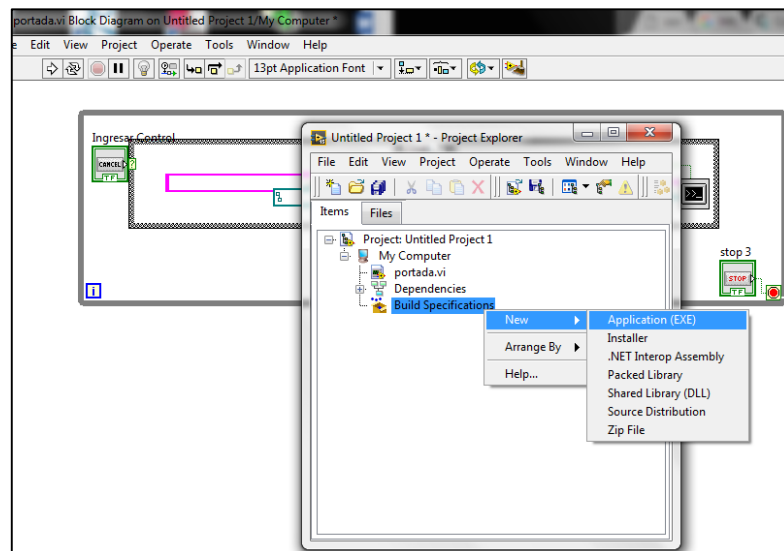 portada.vi Block Diagram on Untitled Project 1/My Computer *
Edit View Project Operate Tools Window Help
13pt Application Font
Ingresar Control
CANCEL
?
TF
i
stop 3
STOP
TF
Untitled Project 1 * - Project Explorer
File Edit View Project Operate Tools Window Help
Items Files
Project: Untitled Project 1
My Computer
portada.vi
Dependencies
Build Specifications
New
Arrange By
Help...
Application (EXE)
Installer
.NET Interop Assembly
Packed Library
Shared Library (DLL)
Source Distribution
Zip File